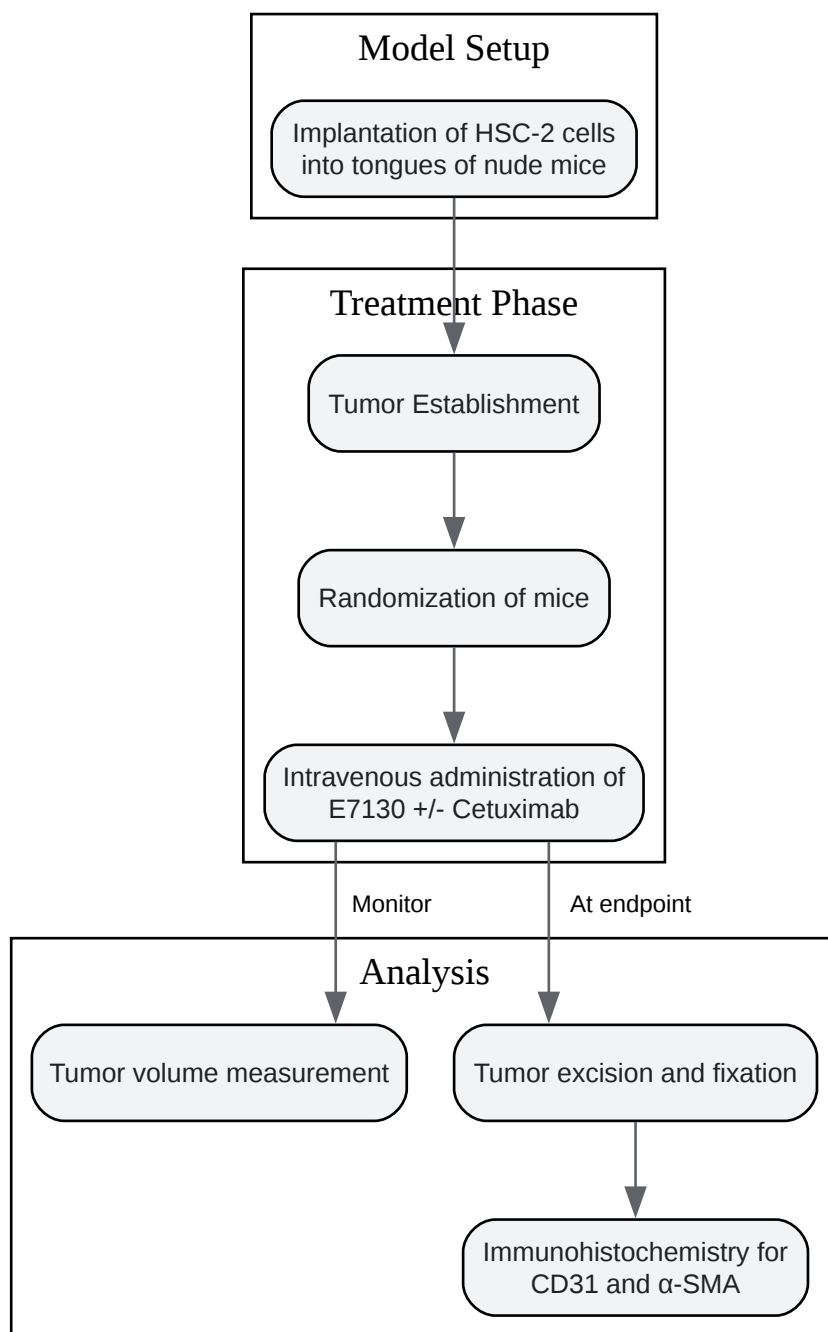 Model Setup
Implantation of HSC-2 cells
into tongues of nude mice
Treatment Phase
Tumor Establishment
Randomization of mice
Intravenous administration of
E7130 +/- Cetuximab
Monitor
At endpoint
Analysis
Tumor volume measurement
Tumor excision and fixation
Immunohistochemistry for
CD31 and α-SMA